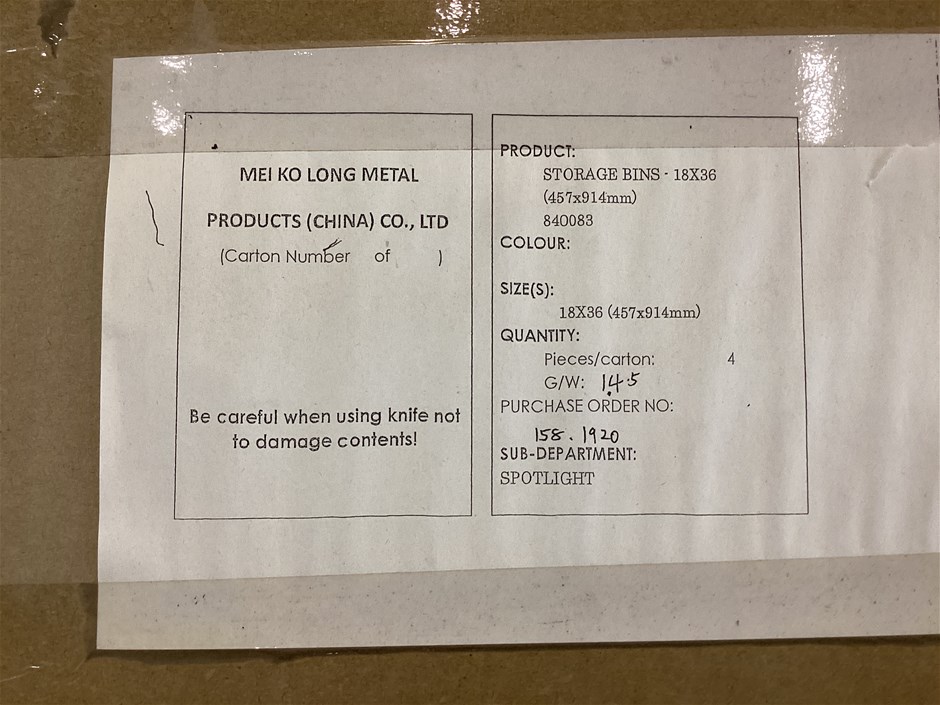 MEI KO LONG METAL
PRODUCTS (CHINA) CO., LTD
(Carton Number of )
Be careful when using knife not
to damage contents!
PRODUCT:
STORAGE BINS - 18X36
(457x914mm)
840083
COLOUR:
SIZE(S):
18X36 (457x914mm)
QUANTITY:
Pieces/carton: 4
G/W: 14.5
PURCHASE ORDER NO:
158.1920
SUB-DEPARTMENT:
SPOTLIGHT